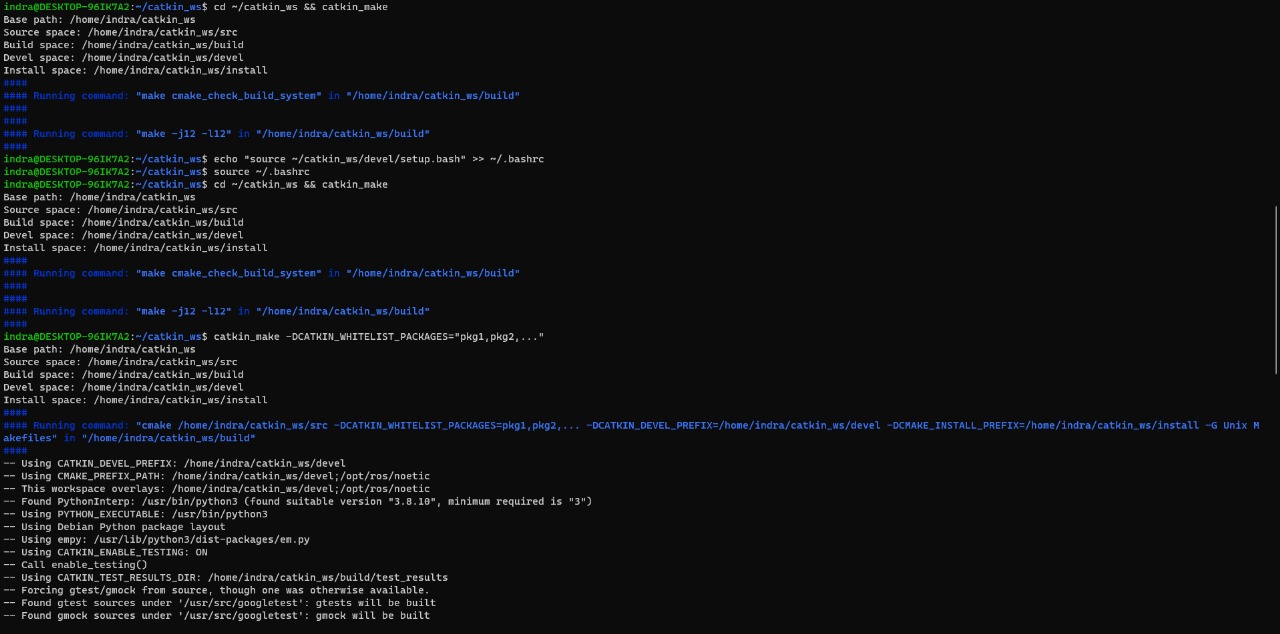 indra@DESKTOP-96IK7A2:~/catkin_ws$ cd ~/catkin_ws && catkin_make
Base path: /home/indra/catkin_ws
Source space: /home/indra/catkin_ws/src
Build space: /home/indra/catkin_ws/build
Devel space: /home/indra/catkin_ws/devel
Install space: /home/indra/catkin_ws/install
####
#### Running command: "make cmake_check_build_system" in "/home/indra/catkin_ws/build"
####
####
#### Running command: "make -j12 -l12" in "/home/indra/catkin_ws/build"
####
indra@DESKTOP-96IK7A2:~/catkin_ws$ echo "source ~/catkin_ws/devel/setup.bash" >> ~/.bashrc
indra@DESKTOP-96IK7A2:~/catkin_ws$ source ~/.bashrc
indra@DESKTOP-96IK7A2:~/catkin_ws$ cd ~/catkin_ws && catkin_make
Base path: /home/indra/catkin_ws
Source space: /home/indra/catkin_ws/src
Build space: /home/indra/catkin_ws/build
Devel space: /home/indra/catkin_ws/devel
Install space: /home/indra/catkin_ws/install
####
#### Running command: "make cmake_check_build_system" in "/home/indra/catkin_ws/build"
####
####
#### Running command: "make -j12 -l12" in "/home/indra/catkin_ws/build"
####
indra@DESKTOP-96IK7A2:~/catkin_ws$ catkin_make -DCATKIN_WHITELIST_PACKAGES="pkg1,pkg2,..."
Base path: /home/indra/catkin_ws
Source space: /home/indra/catkin_ws/src
Build space: /home/indra/catkin_ws/build
Devel space: /home/indra/catkin_ws/devel
Install space: /home/indra/catkin_ws/install
####
#### Running command: "cmake /home/indra/catkin_ws/src -DCATKIN_WHITELIST_PACKAGES=pkg1,pkg2,... -DCATKIN_DEVEL_PREFIX=/home/indra/catkin_ws/devel -DCMAKE_INSTALL_PREFIX=/home/indra/catkin_ws/install -G Unix M
akefiles" in "/home/indra/catkin_ws/build"
####
-- Using CATKIN_DEVEL_PREFIX: /home/indra/catkin_ws/devel
-- Using CMAKE_PREFIX_PATH: /home/indra/catkin_ws/devel;/opt/ros/noetic
-- This workspace overlays: /home/indra/catkin_ws/devel;/opt/ros/noetic
-- Found PythonInterp: /usr/bin/python3 (found suitable version "3.8.10", minimum required is "3")
-- Using PYTHON_EXECUTABLE: /usr/bin/python3
-- Using Debian Python package layout
-- Using empy: /usr/lib/python3/dist-packages/em.py
-- Using CATKIN_ENABLE_TESTING: ON
-- Call enable_testing()
-- Using CATKIN_TEST_RESULTS_DIR: /home/indra/catkin_ws/build/test_results
-- Forcing gtest/gmock from source, though one was otherwise available.
-- Found gtest sources under '/usr/src/googletest': gtests will be built
-- Found gmock sources under '/usr/src/googletest': gmock will be built